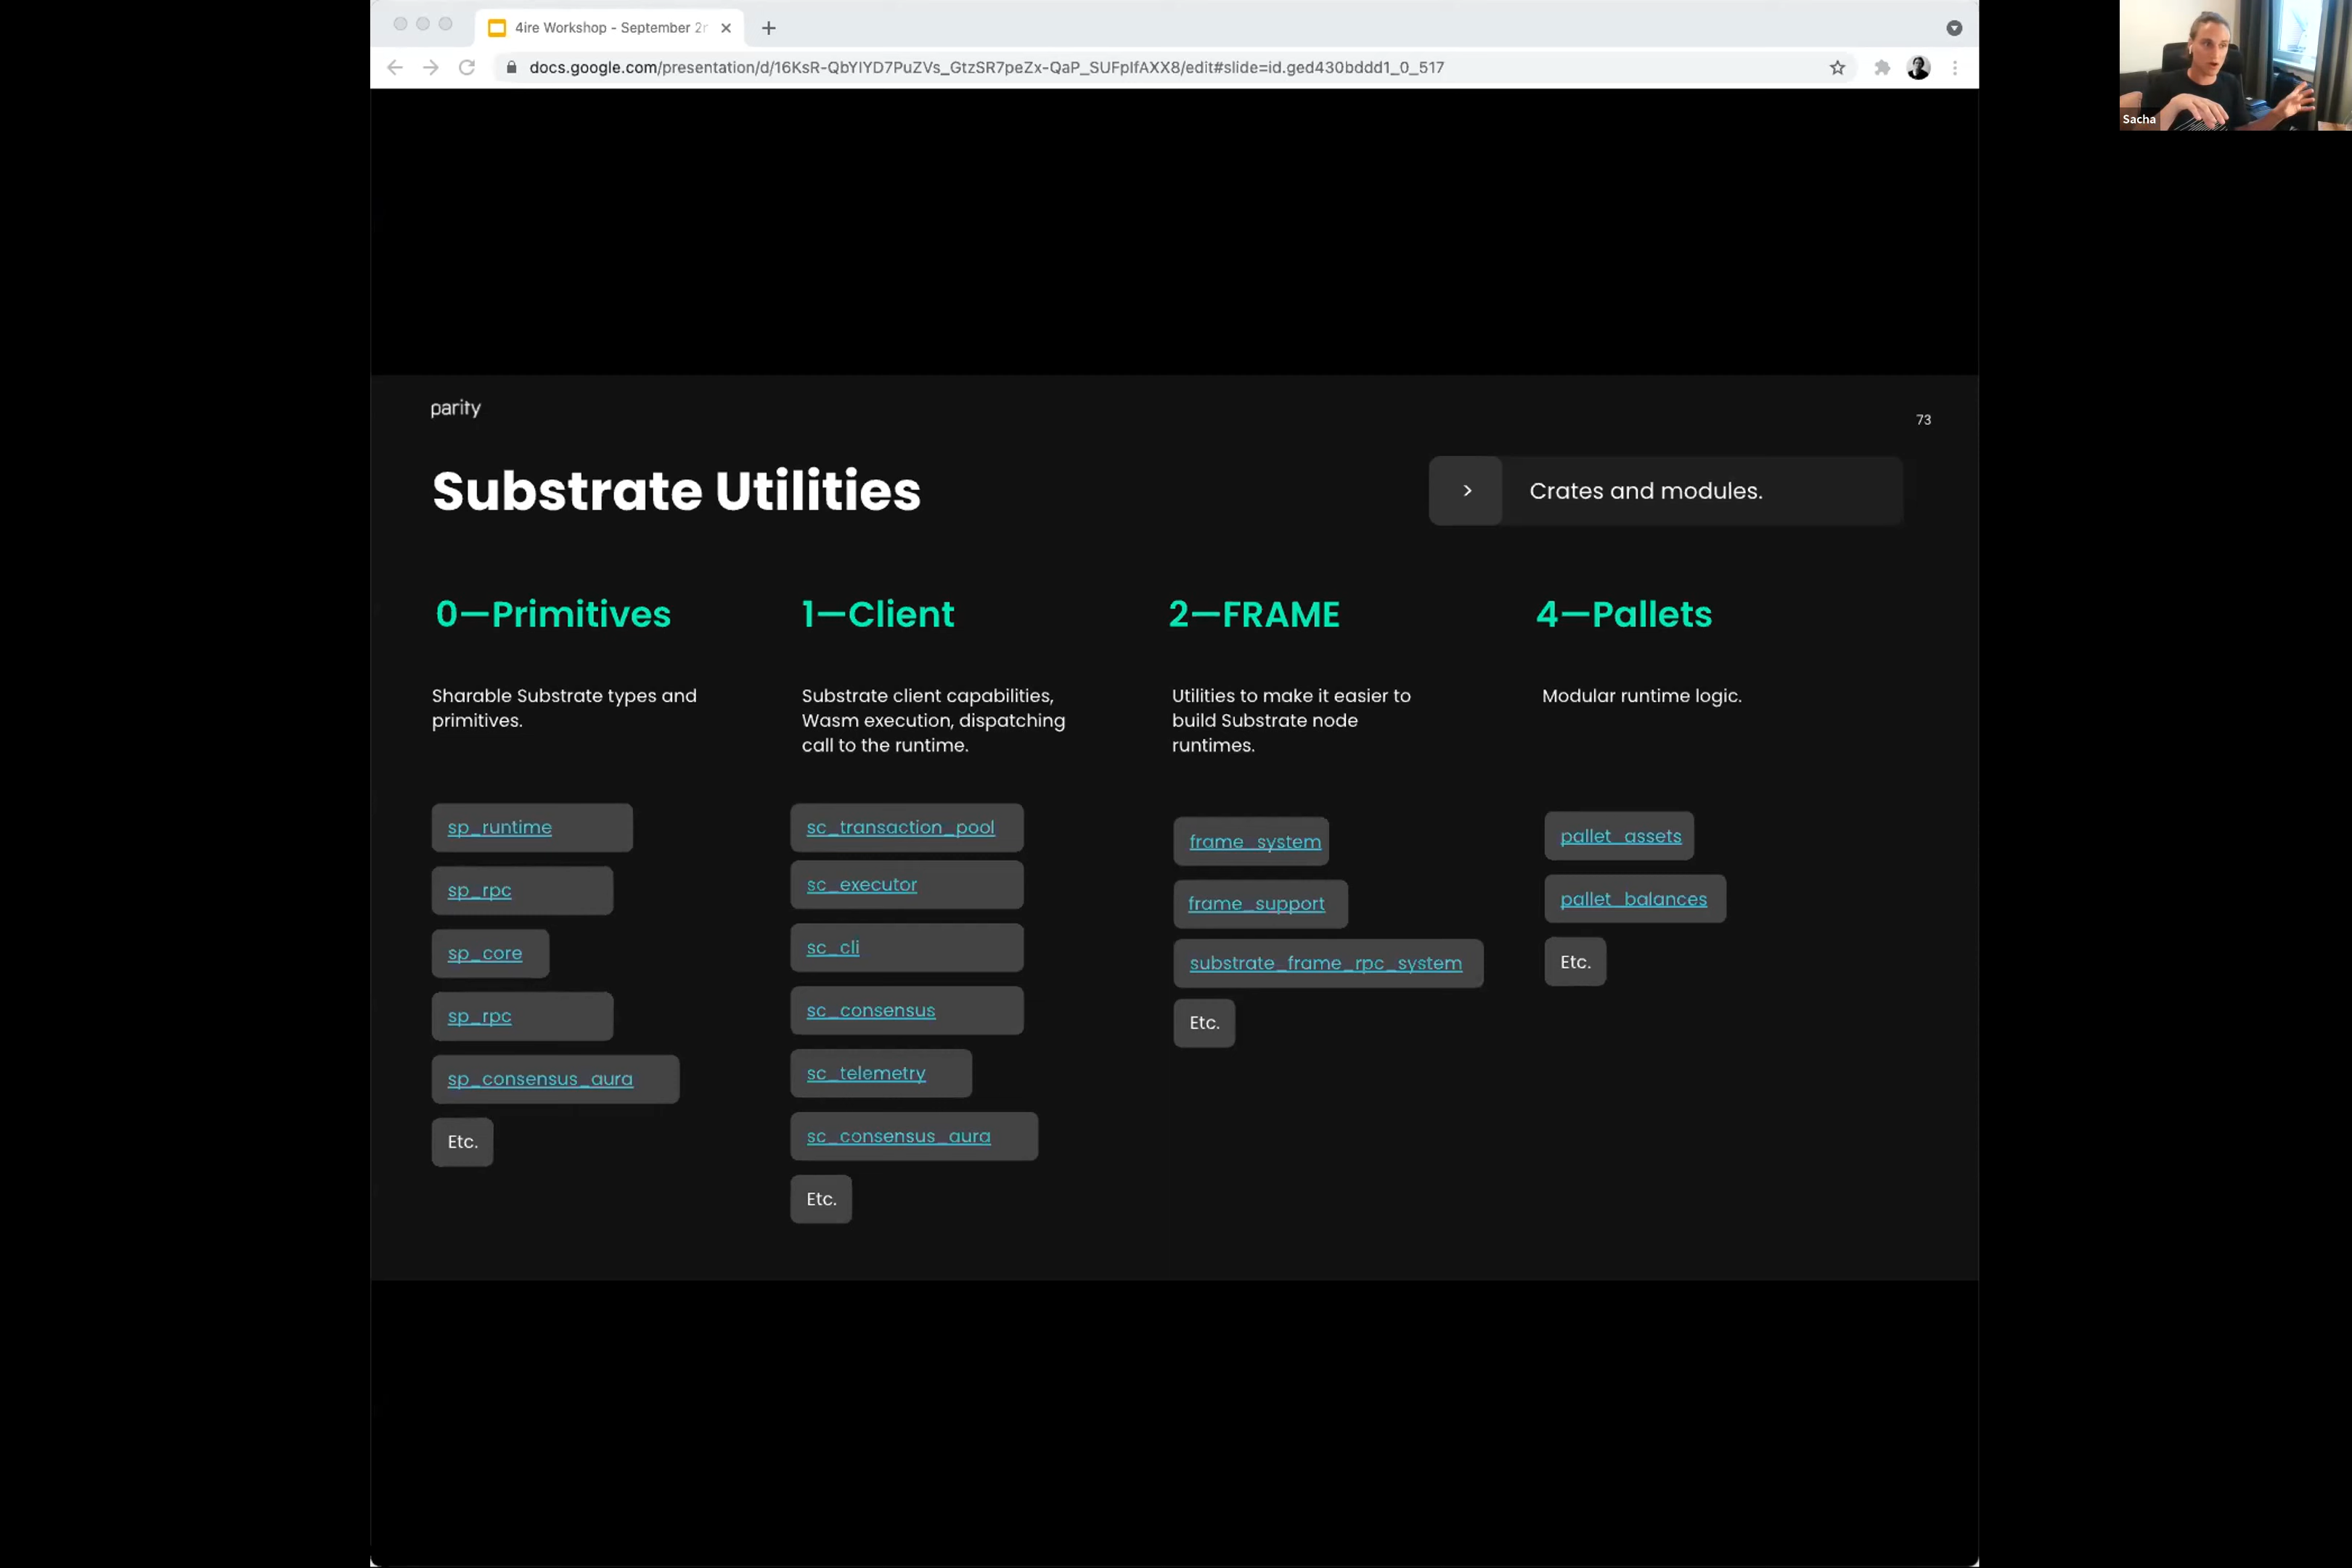 4ire Workshop - September 2
docs.google.com/presentation/d/16KsR-QbYIYD7PuZVs_GtzSR7peZx-QaP_SUFpIfAXX8/edit#slide=id.ged430bddd1_0_517
Sacha
parity
73
Substrate Utilities
Crates and modules.
0—Primitives
Sharable Substrate types and
primitives.
sp_runtime
sp_rpc
sp_core
sp_rpc
sp_consensus_aura
Etc.
1—Client
Substrate client capabilities,
Wasm execution, dispatching
call to the runtime.
sc_transaction_pool
sc_executor
sc_cli
sc_consensus
sc_telemetry
sc_consensus_aura
Etc.
2—FRAME
Utilities to make it easier to
build Substrate node
runtimes.
frame_system
frame_support
substrate_frame_rpc_system
Etc.
4—Pallets
Modular runtime logic.
pallet_assets
pallet_balances
Etc.